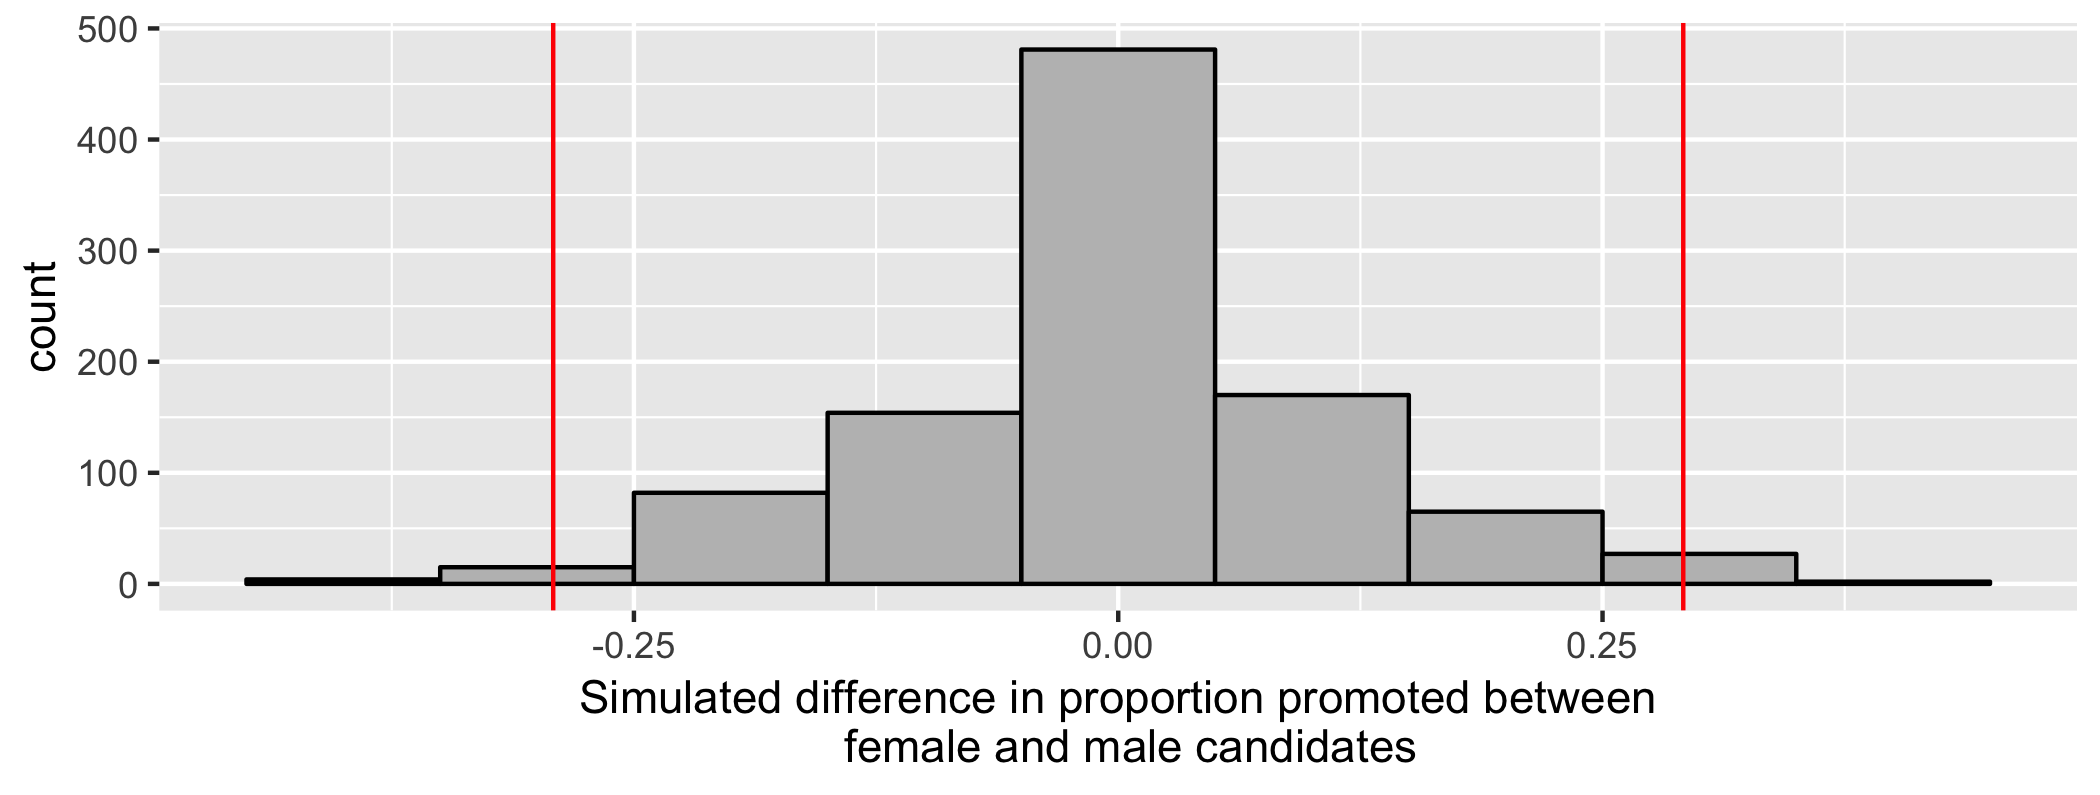 500
400
300
200
100
0
count
-0.25 0.00 0.25
Simulated difference in proportion promoted between
female and male candidates